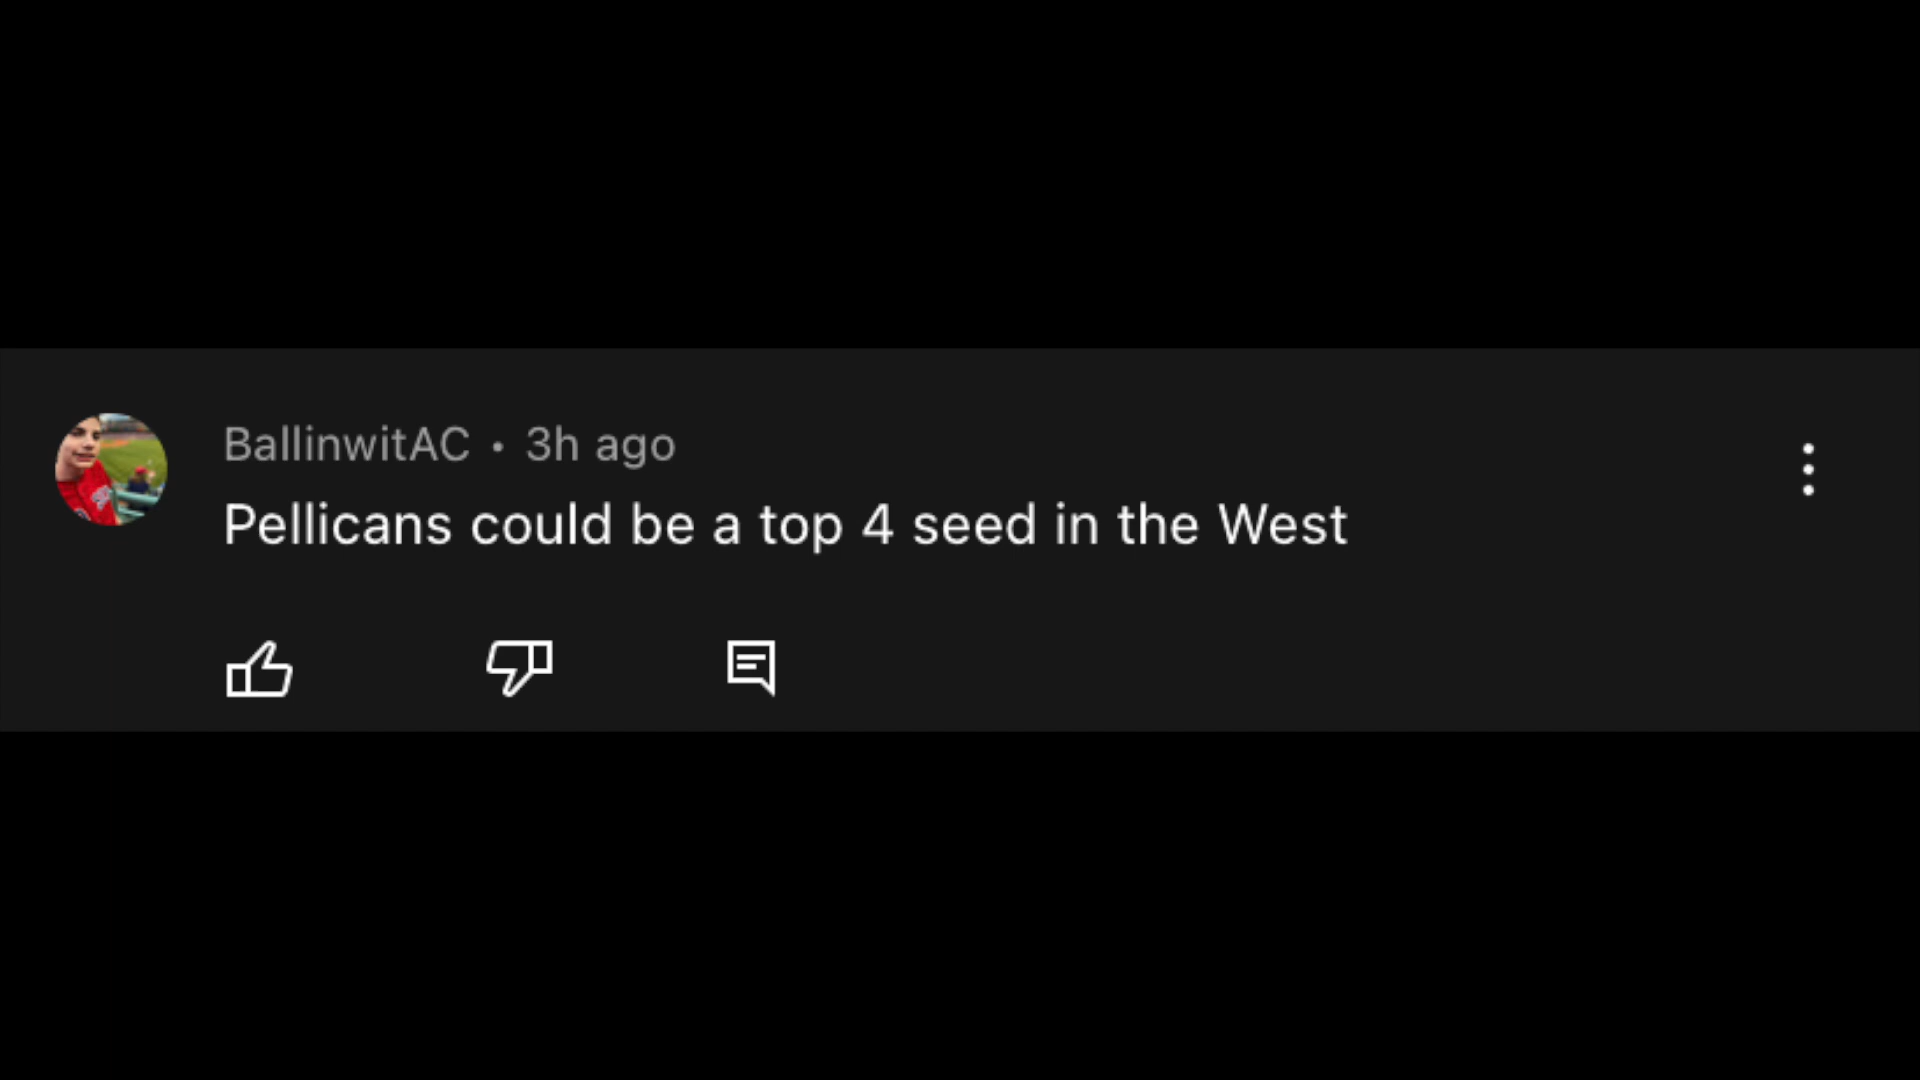 BallinwitAC • 3h ago
Pellicans could be a top 4 seed in the West